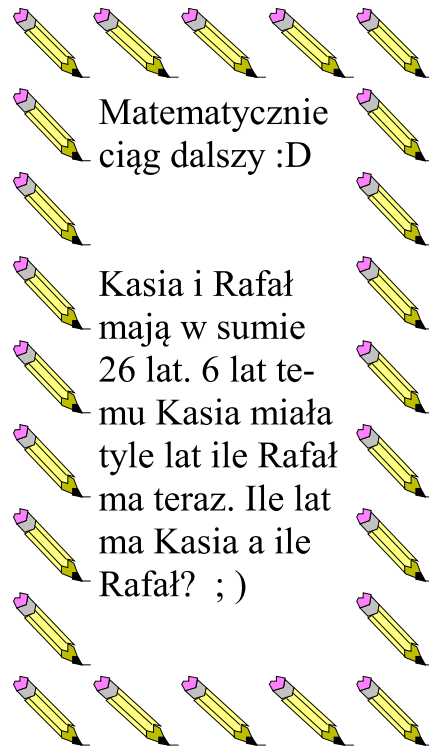 Matematycznie
ciąg dalszy :D
Kasia i Rafał
mają w sumie
26 lat. 6 lat te-
mu Kasia miała
tyle lat ile Rafał
ma teraz. Ile lat
ma Kasia a ile
Rafał?  ; )